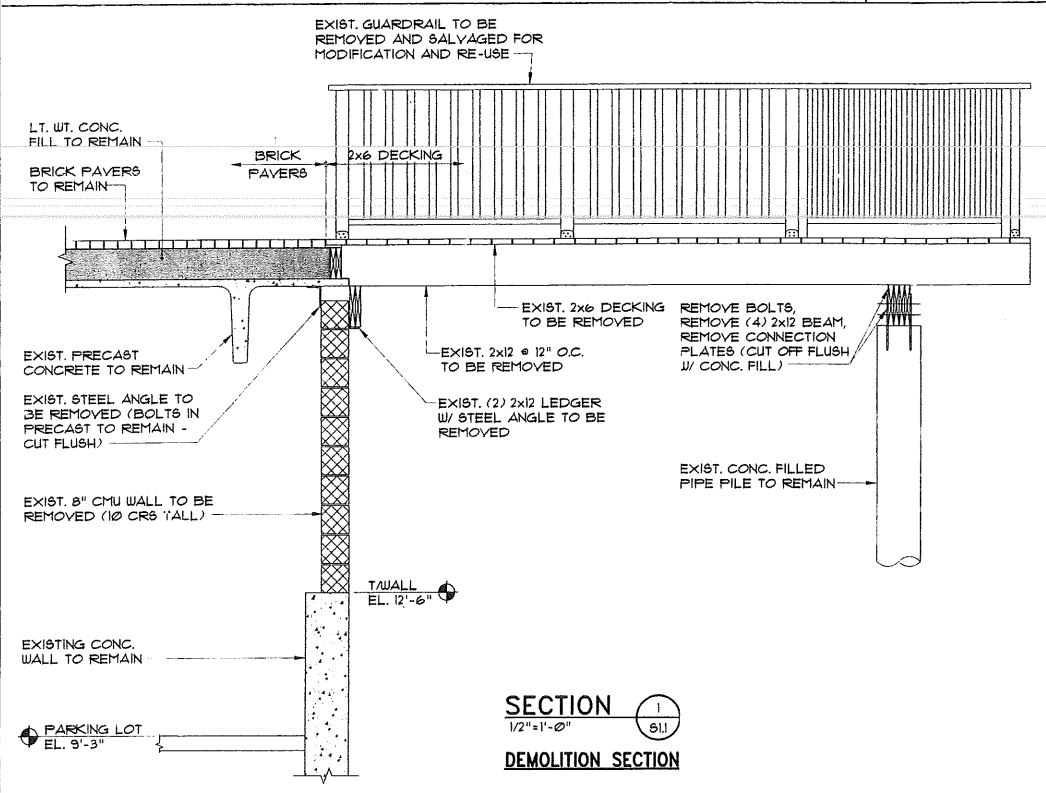 EXIST. GUARDRAIL TO BE
REMOVED AND SALVAGED FOR
MODIFICATION AND RE-USE
LT. WT. CONC.
FILL TO REMAIN
BRICK PAVERS
TO REMAIN
BRICK
PAVERS
2x6 DECKING
EXIST. 2x6 DECKING
TO BE REMOVED
REMOVE BOLTS,
REMOVE (4) 2x12 BEAM,
REMOVE CONNECTION
PLATES (CUT OFF FLUSH
W/ CONC. FILL)
EXIST. PRECAST
CONCRETE TO REMAIN
EXIST. 2x12 @ 12" O.C.
TO BE REMOVED
EXIST. STEEL ANGLE TO
BE REMOVED (BOLTS IN
PRECAST TO REMAIN -
CUT FLUSH)
EXIST. (2) 2x12 LEDGER
W/ STEEL ANGLE TO BE
REMOVED
EXIST. CONC. FILLED
PIPE PILE TO REMAIN
EXIST. 8" CMU WALL TO BE
REMOVED (10 CRS TALL)
T/WALL
EL. 12'-6"
EXISTING CONC.
WALL TO REMAIN
PARKING LOT
EL. 9'-3"
SECTION
1/2"=1'-0"
1
S1.1
DEMOLITION SECTION